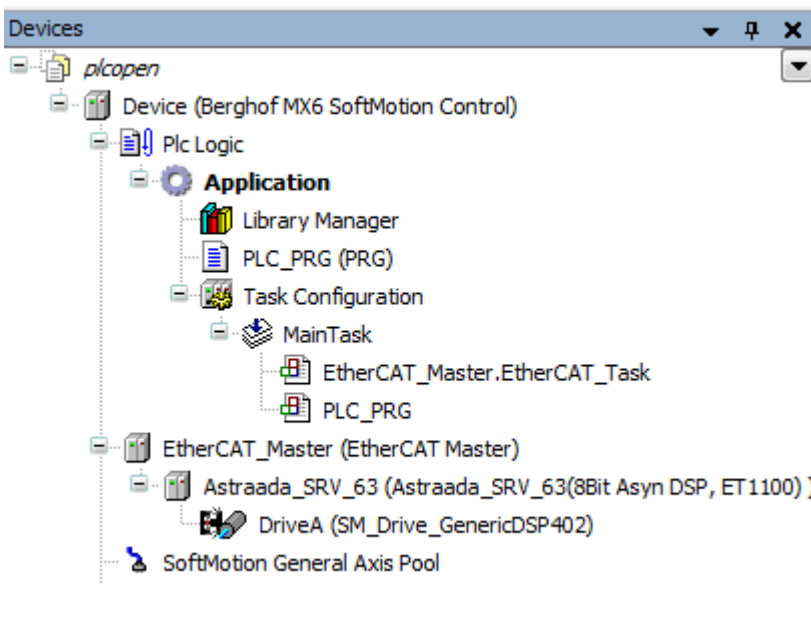 Devices
plcopen
Device (Berghof MX6 SoftMotion Control)
Plc Logic
Application
Library Manager
PLC_PRG (PRG)
Task Configuration
MainTask
EtherCAT_Master.EtherCAT_Task
PLC_PRG
EtherCAT_Master (EtherCAT Master)
Astraada_SRV_63 (Astraada_SRV_63(8Bit Asyn DSP, ET1100) )
DriveA (SM_Drive_GenericDSP402)
SoftMotion General Axis Pool